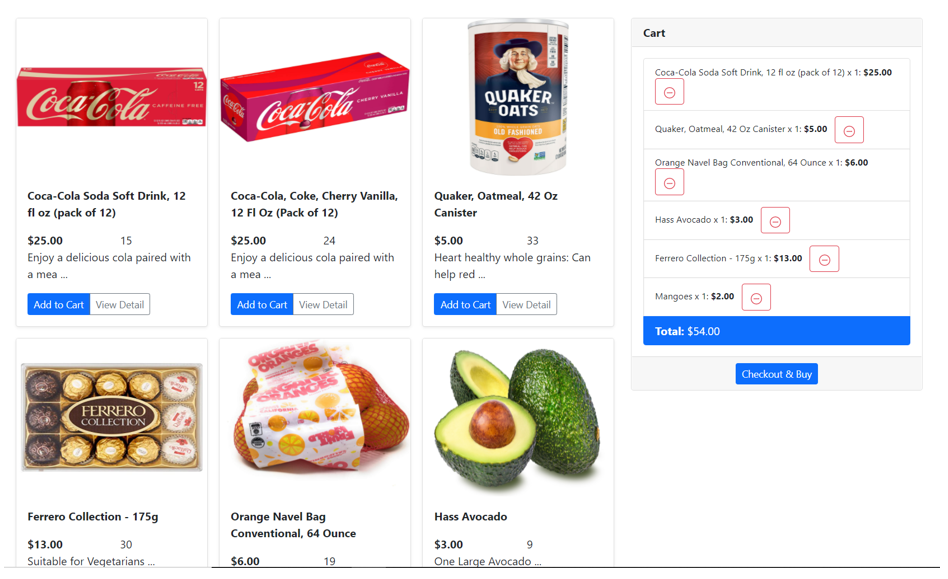 Coca-Cola
CAFFEINE FREE
12
Coca-Cola
Coca-Cola
CHERRY VANILLA
QUAKER
OATS
OLD FASHIONED
Coca-Cola Soda Soft Drink, 12
fl oz (pack of 12)
$25.00 15
Enjoy a delicious cola paired with
a mea ...
Add to Cart View Detail
Coca-Cola, Coke, Cherry Vanilla,
12 Fl Oz (Pack of 12)
$25.00 24
Enjoy a delicious cola paired with
a mea ...
Add to Cart View Detail
Quaker, Oatmeal, 42 Oz
Canister
$5.00 33
Heart healthy whole grains: Can
help red ...
Add to Cart View Detail
FERRERO
COLLECTION
ORANGES
Ferrero Collection - 175g
$13.00 30
Suitable for Vegetarians ...
Orange Navel Bag
Conventional, 64 Ounce
$6.00 19
Hass Avocado
$3.00 9
One Large Avocado ...
Cart
Coca-Cola Soda Soft Drink, 12 fl oz (pack of 12) x 1: $25.00
Quaker, Oatmeal, 42 Oz Canister x 1: $5.00
Orange Navel Bag Conventional, 64 Ounce x 1: $6.00
Hass Avocado x 1: $3.00
Ferrero Collection - 175g x 1: $13.00
Mangoes x 1: $2.00
Total: $54.00
Checkout & Buy